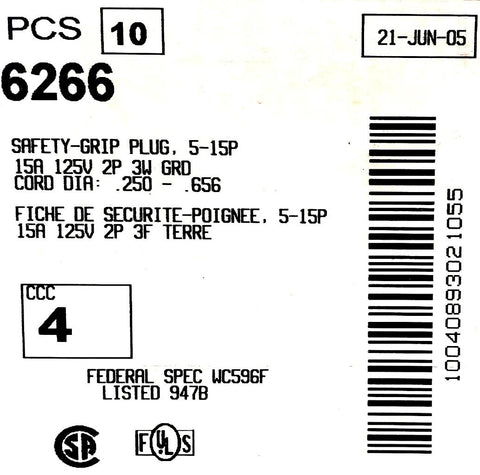 PCS 10
21-JUN-05
6266
SAFETY-GRIP PLUG, 5-15P
15A 125V 2P 3W GRD
CORD DIA: .250 - .656
FICHE DE SECURITE-POIGNEE, 5-15P
15A 125V 2P 3F TERRE
CCC
4
FEDERAL SPEC WC596F
LISTED 947B
SA
F UL S
10040893021055